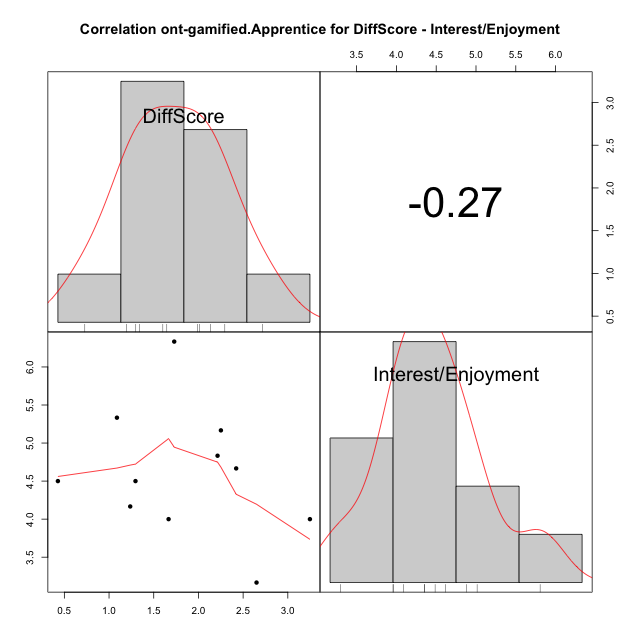 Correlation ont-gamified.Apprentice for DiffScore - Interest/Enjoyment
3.5 4.0 4.5 5.0 5.5 6.0
DiffScore
-0.27
3.0
2.5
2.0
1.5
1.0
0.5
6.0
5.5
5.0
4.5
4.0
3.5
Interest/Enjoyment
0.5 1.0 1.5 2.0 2.5 3.0